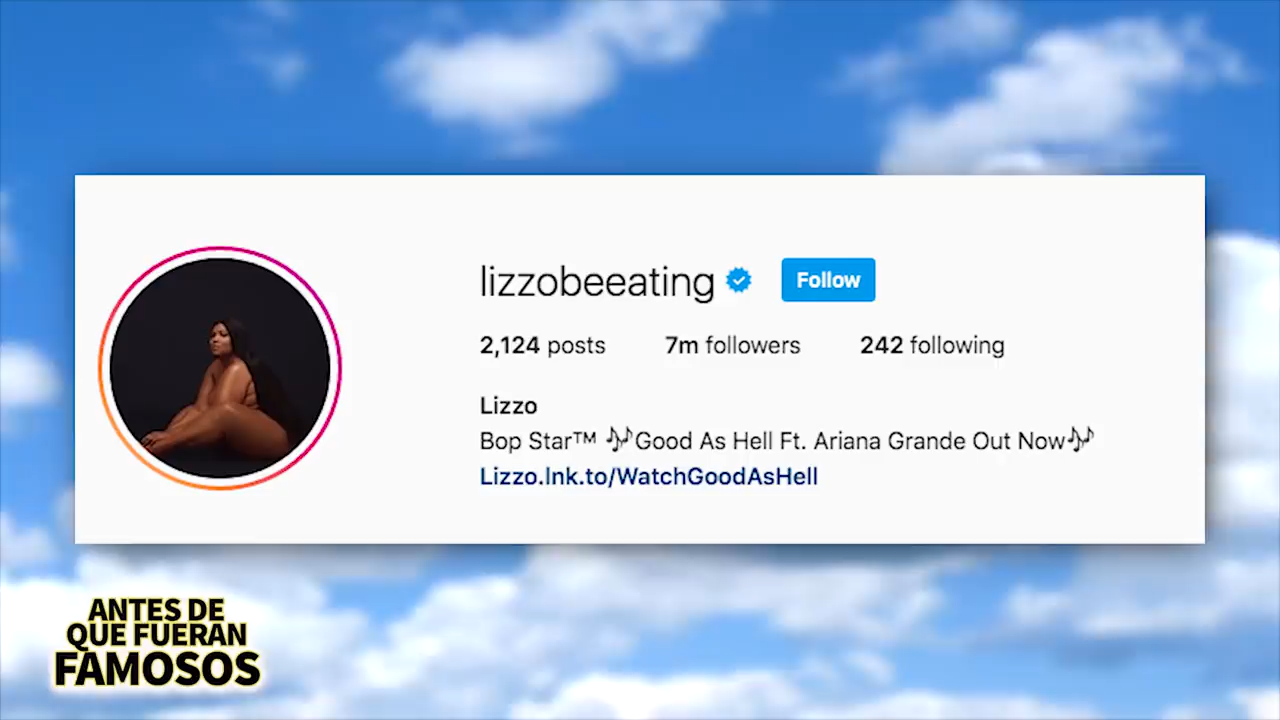 lizzobeeating
Follow
2,124 posts 7m followers 242 following
Lizzo
Bop Star™ 🎶Good As Hell Ft. Ariana Grande Out Now🎶
Lizzo.lnk.to/WatchGoodAsHell
ANTES DE
QUE FUERAN
FAMOSOS